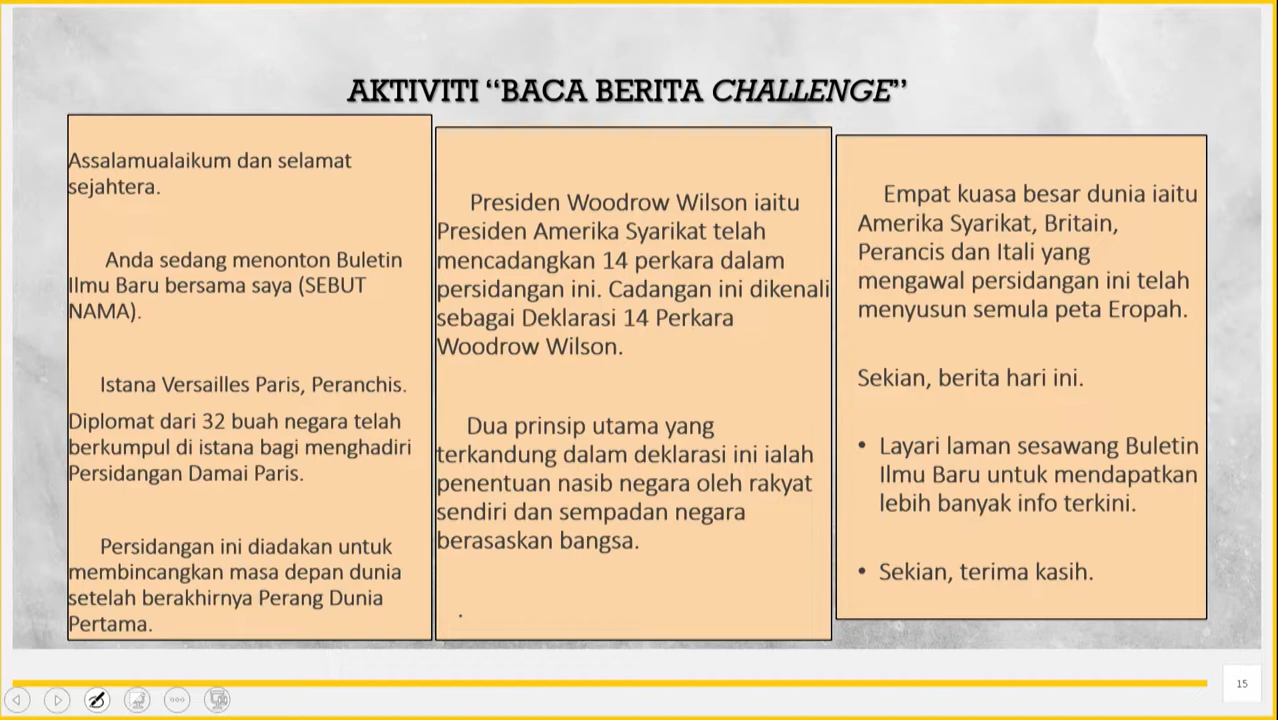 AKTIVITI “BACA BERITA CHALLENGE”
Assalamualaikum dan selamat
sejahtera.
Anda sedang menonton Buletin
Ilmu Baru bersama saya (SEBUT
NAMA).
Istana Versailles Paris, Peranchis.
Diplomat dari 32 buah negara telah
berkumpul di istana bagi menghadiri
Persidangan Damai Paris.
Persidangan ini diadakan untuk
membincangkan masa depan dunia
setelah berakhirnya Perang Dunia
Pertama.
Presiden Woodrow Wilson iaitu
Presiden Amerika Syarikat telah
mencadangkan 14 perkara dalam
persidangan ini. Cadangan ini dikenali
sebagai Deklarasi 14 Perkara
Woodrow Wilson.
Dua prinsip utama yang
terkandung dalam deklarasi ini ialah
penentuan nasib negara oleh rakyat
sendiri dan sempadan negara
berasaskan bangsa.
.
Empat kuasa besar dunia iaitu
Amerika Syarikat, Britain,
Perancis dan Itali yang
mengawal persidangan ini telah
menyusun semula peta Eropah.
Sekian, berita hari ini.
• Layari laman sesawang Buletin
Ilmu Baru untuk mendapatkan
lebih banyak info terkini.
• Sekian, terima kasih.
15